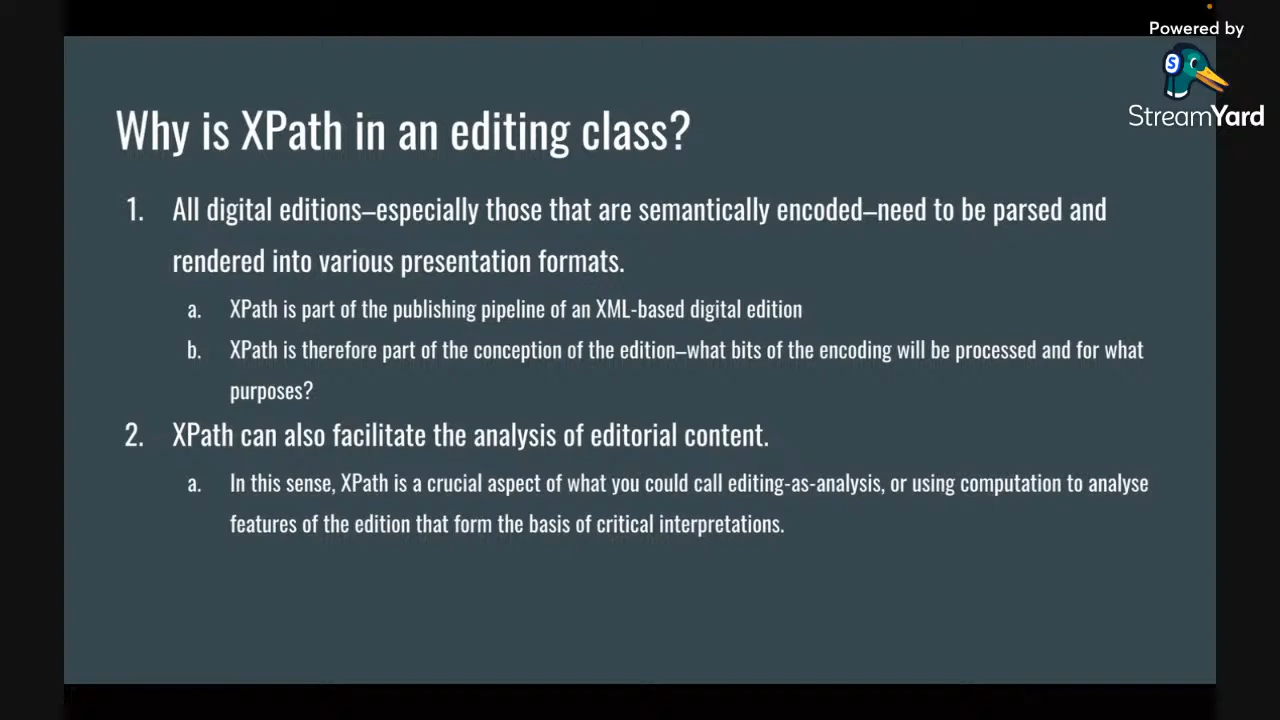 Powered by
StreamYard
Why is XPath in an editing class?
1. All digital editions–especially those that are semantically encoded–need to be parsed and
rendered into various presentation formats.
a. XPath is part of the publishing pipeline of an XML-based digital edition
b. XPath is therefore part of the conception of the edition–what bits of the encoding will be processed and for what
purposes?
2. XPath can also facilitate the analysis of editorial content.
a. In this sense, XPath is a crucial aspect of what you could call editing-as-analysis, or using computation to analyse
features of the edition that form the basis of critical interpretations.